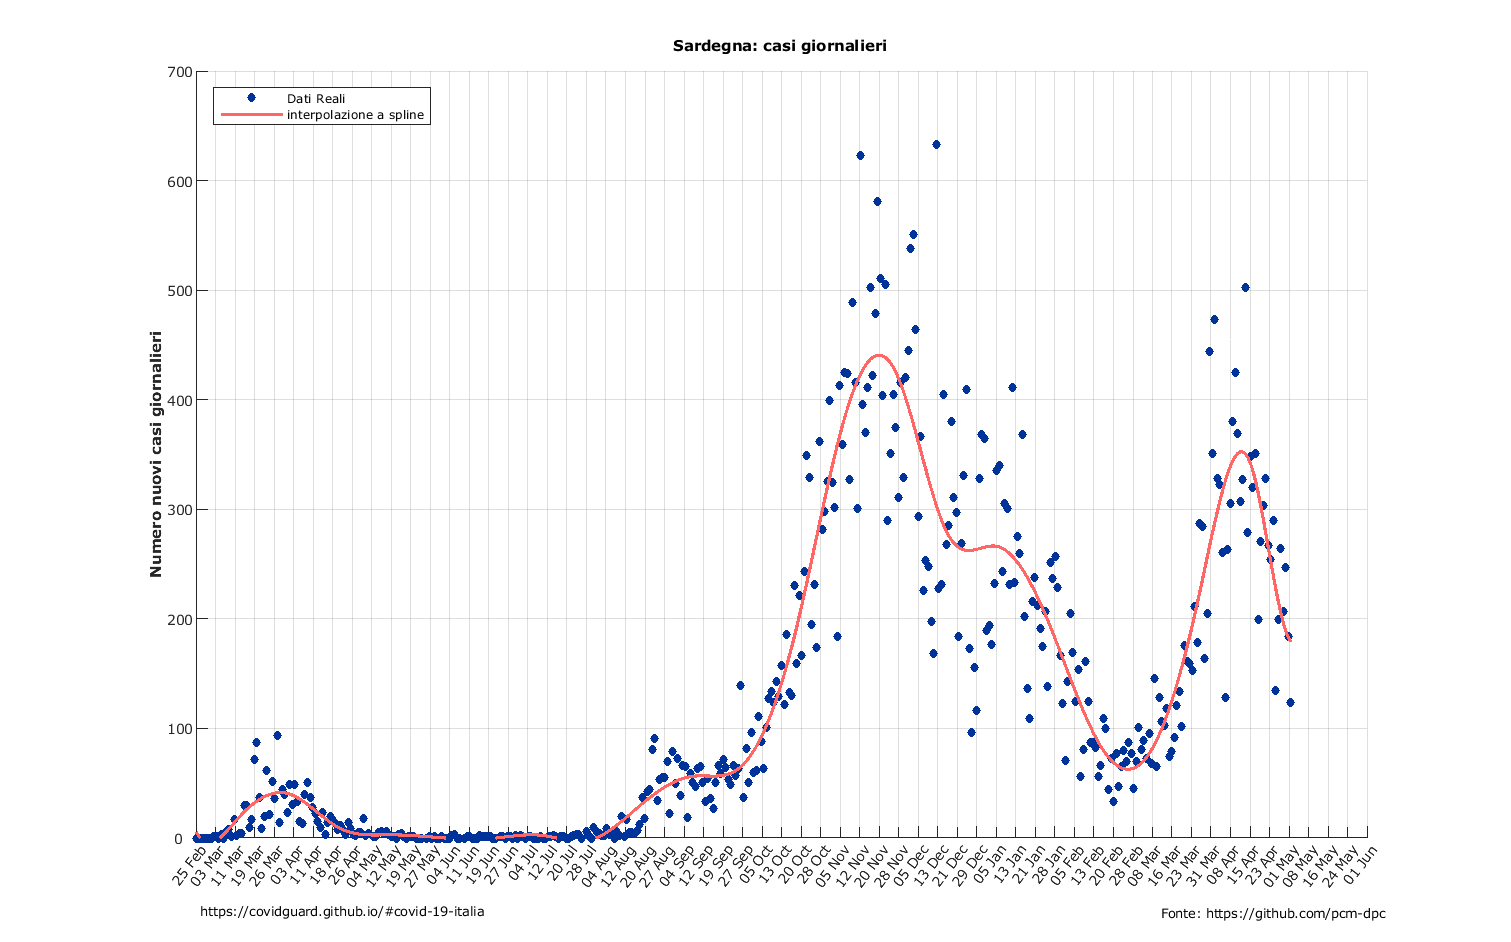 Sardegna: casi giornalieri
700
600
500
400
300
200
100
0
Numero nuovi casi giornalieri
Dati Reali
interpolazione a spline
25 Feb
03 Mar
11 Mar
19 Mar
26 Mar
03 Apr
11 Apr
18 Apr
26 Apr
04 May
12 May
19 May
27 May
04 Jun
11 Jun
19 Jun
27 Jun
04 Jul
12 Jul
20 Jul
28 Jul
04 Aug
12 Aug
20 Aug
27 Aug
04 Sep
12 Sep
19 Sep
27 Sep
05 Oct
13 Oct
20 Oct
28 Oct
05 Nov
12 Nov
20 Nov
28 Nov
05 Dec
13 Dec
21 Dec
29 Dec
05 Jan
13 Jan
21 Jan
28 Jan
05 Feb
13 Feb
20 Feb
28 Feb
08 Mar
16 Mar
23 Mar
31 Mar
08 Apr
15 Apr
23 Apr
01 May
08 May
16 May
24 May
01 Jun
https://covidguard.github.io/#covid-19-italia
Fonte: https://github.com/pcm-dpc